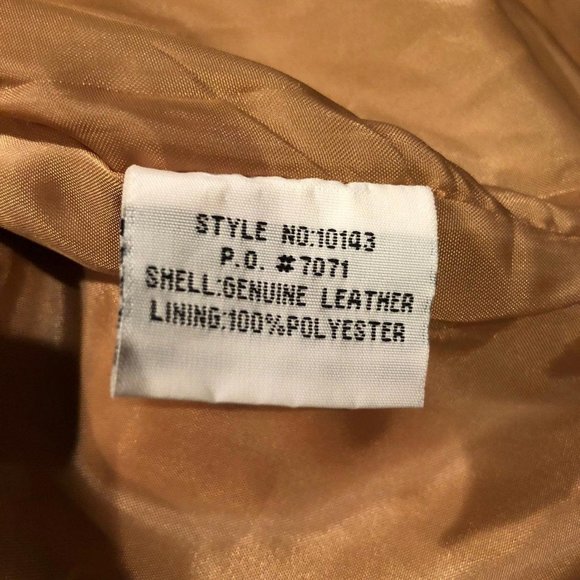 STYLE NO:10143
P.O. #7071
SHELL:GENUINE LEATHER
LINING:100%POLYESTER